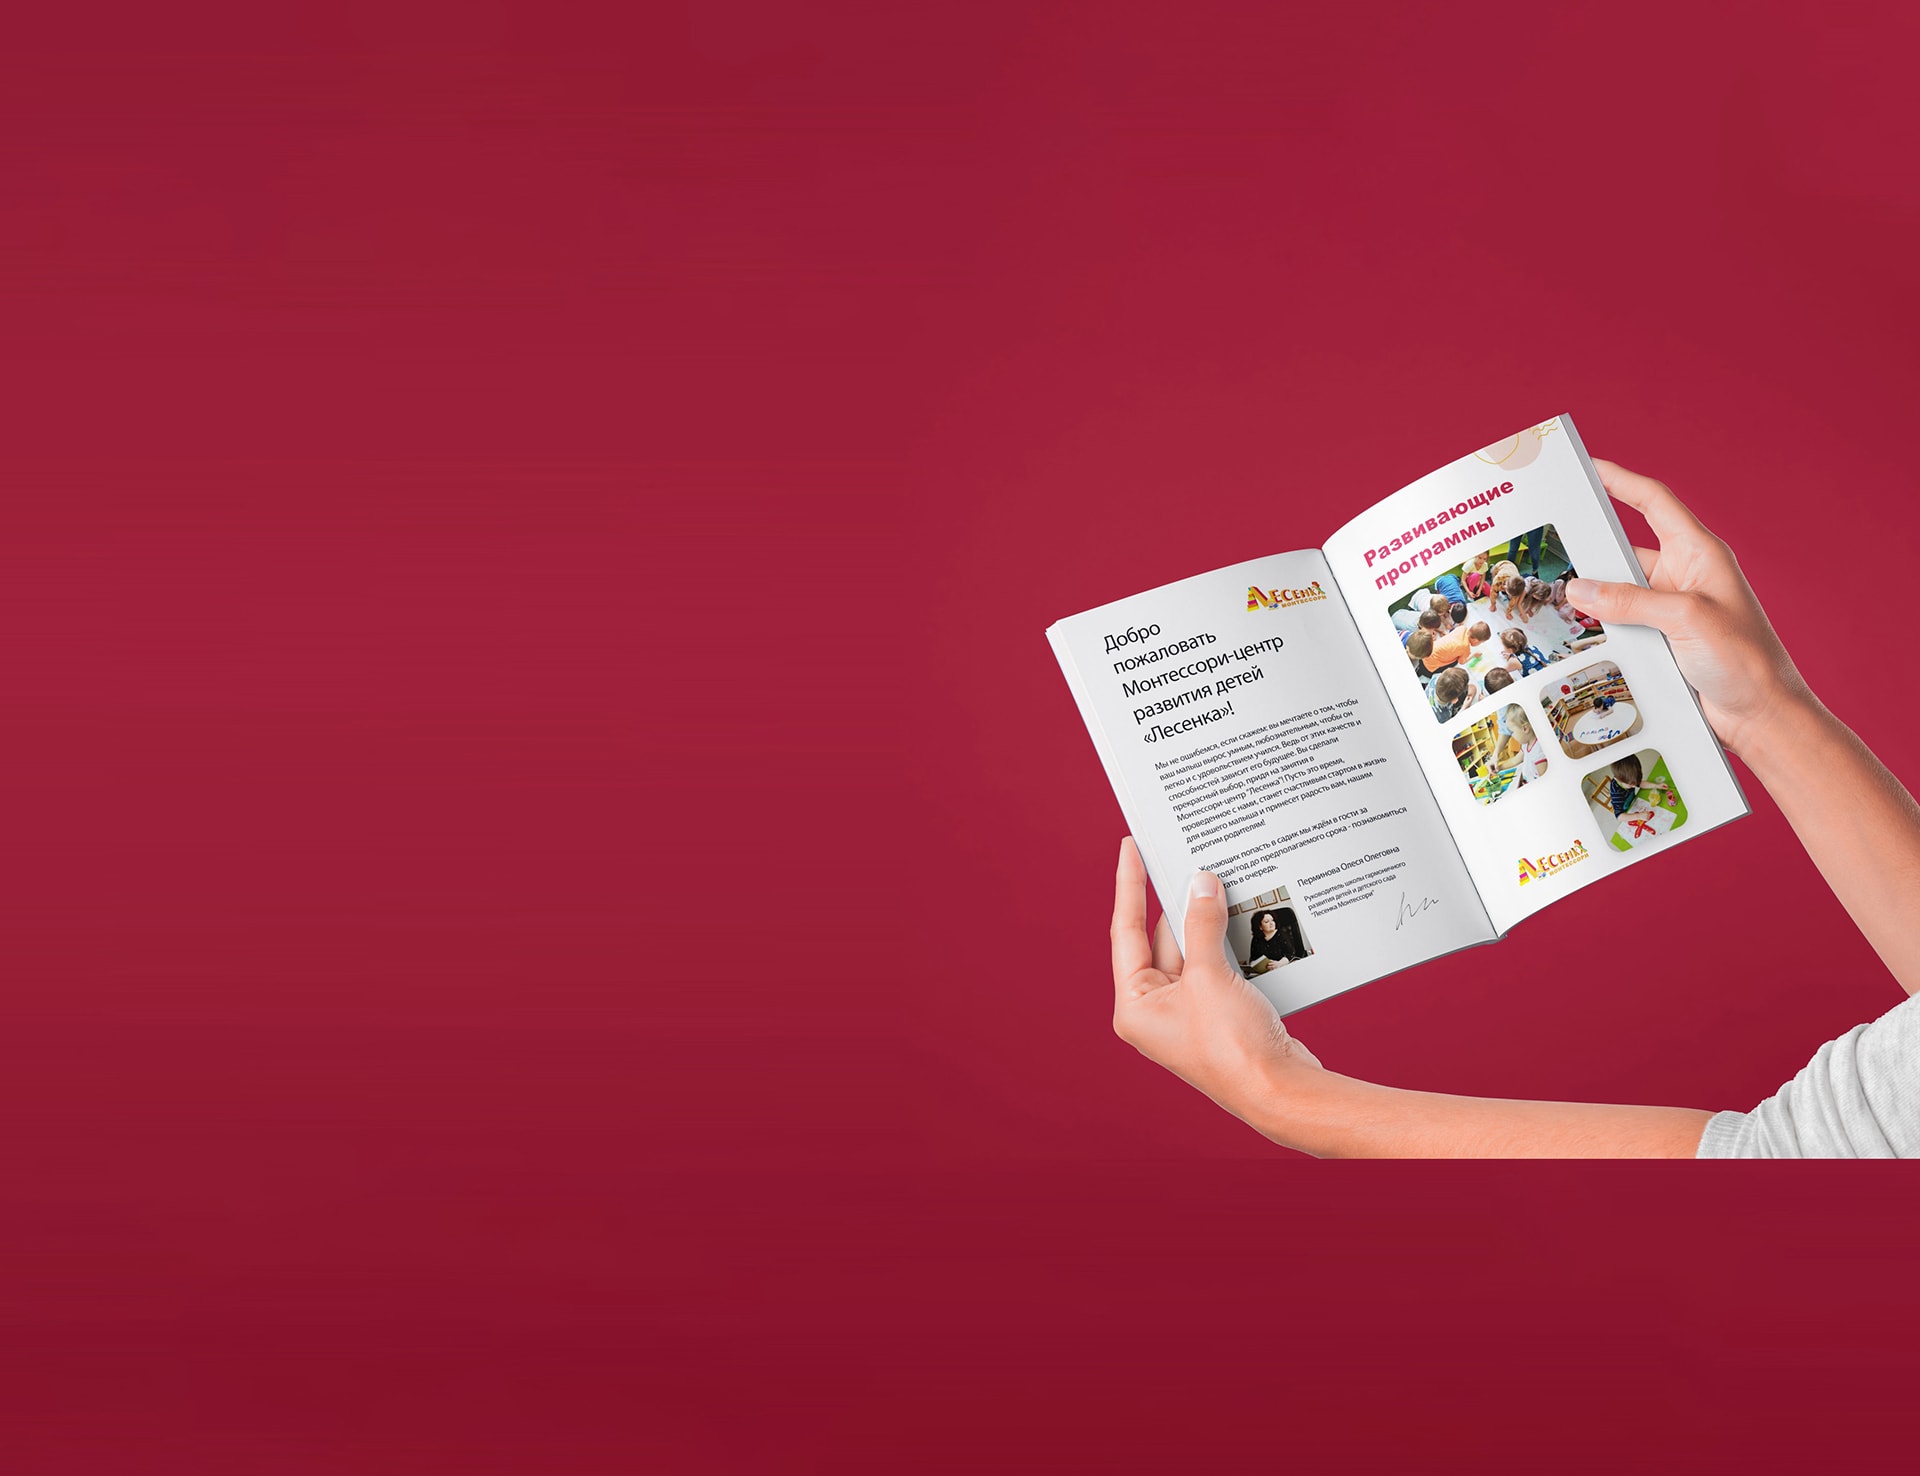 ЛЕСЕНКА
МОНТЕССОРИ
Добро
пожаловать
Монтессори-центр
развития детей
«Лесенка»!
Мы не ошибемся, если скажем: вы мечтаете о том, чтобы
ваш малыш вырос умным, любознательным, чтобы он
легко и с удовольствием учился. Ведь от этих качеств и
способностей зависит его будущее. Вы сделали
прекрасный выбор, придя на занятия в
Монтессори-центр "Лесенка"! Пусть это время,
проведенное с нами, станет счастливым стартом в жизнь
для вашего малыша и принесет радость вам, нашим
дорогим родителям!
Желающих попасть в садик мы ждём в гости за
года/год до предполагаемого срока - познакомиться
в очередь.
Перминова Олеся Олеговна
Руководитель школы гармоничного
развития детей и детского сада
"Лесенка Монтессори"
Развивающие
программы
ЛЕСЕНКА
МОНТЕССОРИ